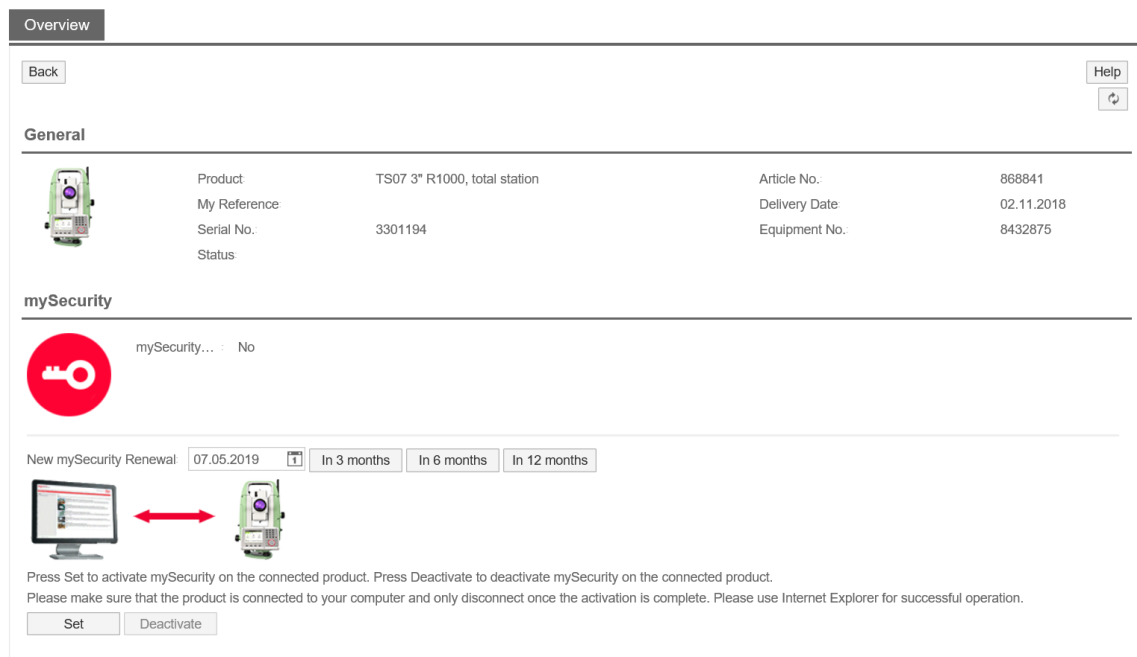 Overview
Back
Help
General
Product: TS07 3" R1000, total station Article No.: 868841
My Reference: Delivery Date: 02.11.2018
Serial No.: 3301194 Equipment No.: 8432875
Status:
mySecurity
mySecurity... : No
New mySecurity Renewal: 07.05.2019 1 In 3 months In 6 months In 12 months
Press Set to activate mySecurity on the connected product. Press Deactivate to deactivate mySecurity on the connected product.
Please make sure that the product is connected to your computer and only disconnect once the activation is complete. Please use Internet Explorer for successful operation.
Set Deactivate